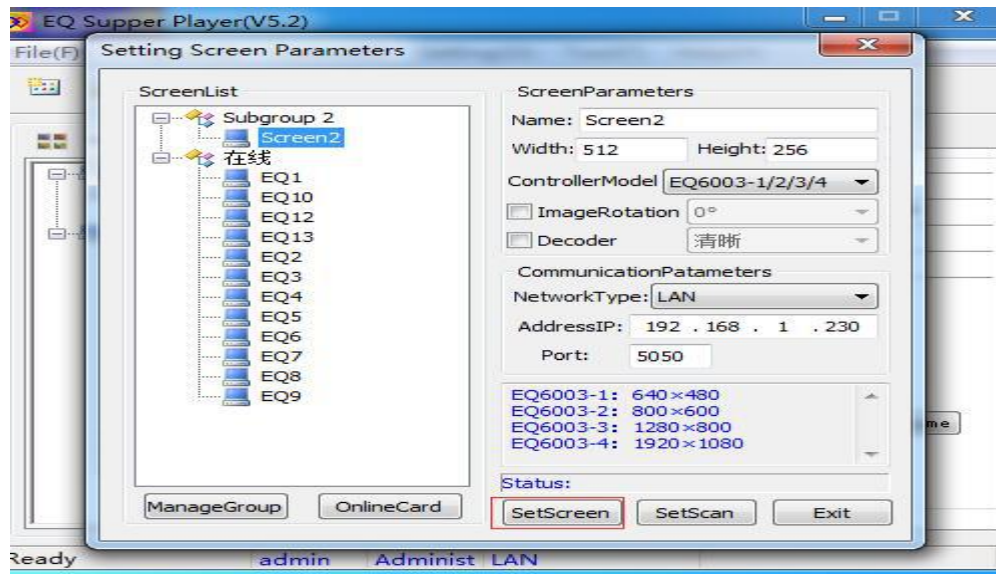 EQ Supper Player(V5.2)
File(F)
Setting Screen Parameters
ScreenList
Subgroup 2
Screen2
在线
EQ1
EQ10
EQ12
EQ13
EQ2
EQ3
EQ4
EQ5
EQ6
EQ7
EQ8
EQ9
ManageGroup
OnlineCard
ScreenParameters
Name: Screen2
Width: 512 Height: 256
ControllerModel EQ6003-1/2/3/4
ImageRotation 0°
Decoder 清晰
CommunicationPatameters
NetworkType: LAN
AddressIP: 192 . 168 . 1 . 230
Port: 5050
EQ6003-1: 640×480
EQ6003-2: 800×600
EQ6003-3: 1280×800
EQ6003-4: 1920×1080
Status:
SetScreen SetScan Exit
me
Ready admin Administ LAN